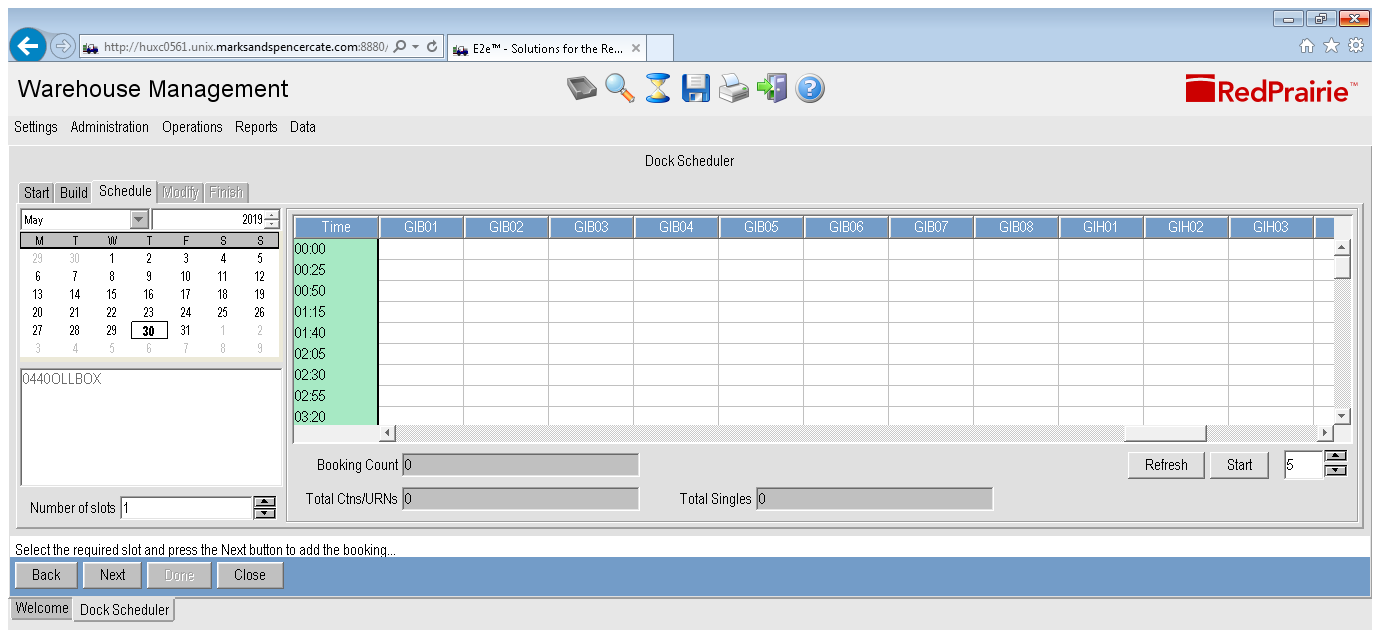 http://huxc0561.unix.marksandspencercate.com:8880/
E2e™ - Solutions for the Re...
Warehouse Management
RedPrairie™
Settings Administration Operations Reports Data
Dock Scheduler
Start Build Schedule Modify Finish
May 2019
M T W T F S S
29 30 1 2 3 4 5
6 7 8 9 10 11 12
13 14 15 16 17 18 19
20 21 22 23 24 25 26
27 28 29 30 31 1 2
3 4 5 6 7 8 9
0440OLLBOX
Number of slots 1
Time GIB01 GIB02 GIB03 GIB04 GIB05 GIB06 GIB07 GIB08 GIH01 GIH02 GIH03
00:00
00:25
00:50
01:15
01:40
02:05
02:30
02:55
03:20
Booking Count 0
Refresh Start 5
Total Ctns/URNs 0 Total Singles 0
Select the required slot and press the Next button to add the booking...
Back Next Done Close
Welcome Dock Scheduler